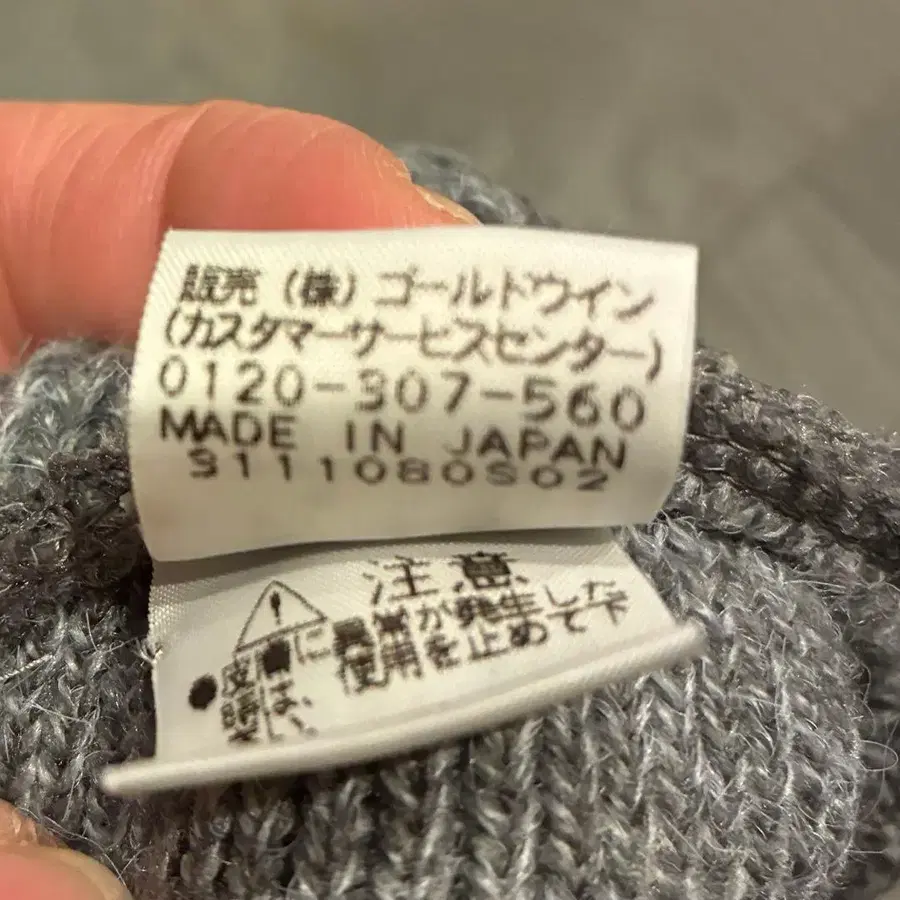 販売 (株) ゴールドウイン
(カスタマーサービスセンター)
0120-307-560
MADE IN JAPAN
S111080S02
注意
●皮膚に異常が発生した
使用を止めて下